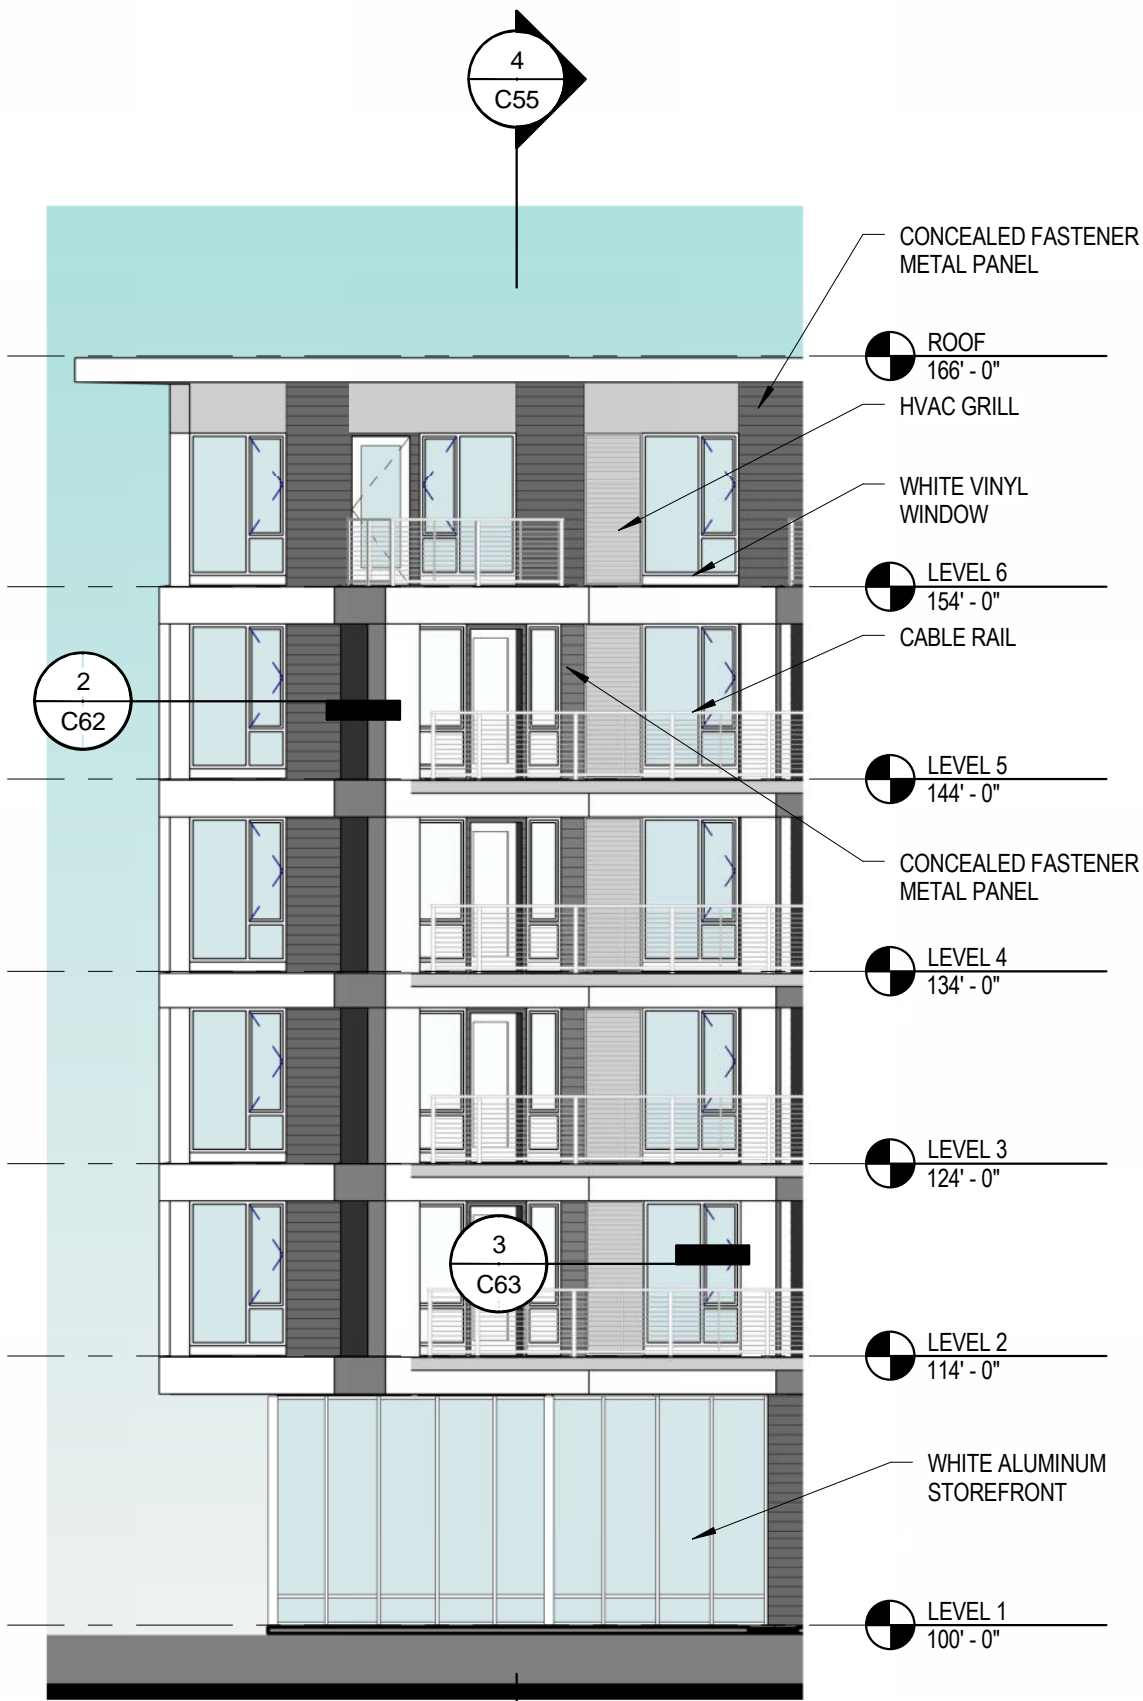 4
C55
CONCEALED FASTENER
METAL PANEL
ROOF
166' - 0"
HVAC GRILL
WHITE VINYL
WINDOW
LEVEL 6
154' - 0"
CABLE RAIL
2
C62
LEVEL 5
144' - 0"
CONCEALED FASTENER
METAL PANEL
LEVEL 4
134' - 0"
LEVEL 3
124' - 0"
3
C63
LEVEL 2
114' - 0"
WHITE ALUMINUM
STOREFRONT
LEVEL 1
100' - 0"